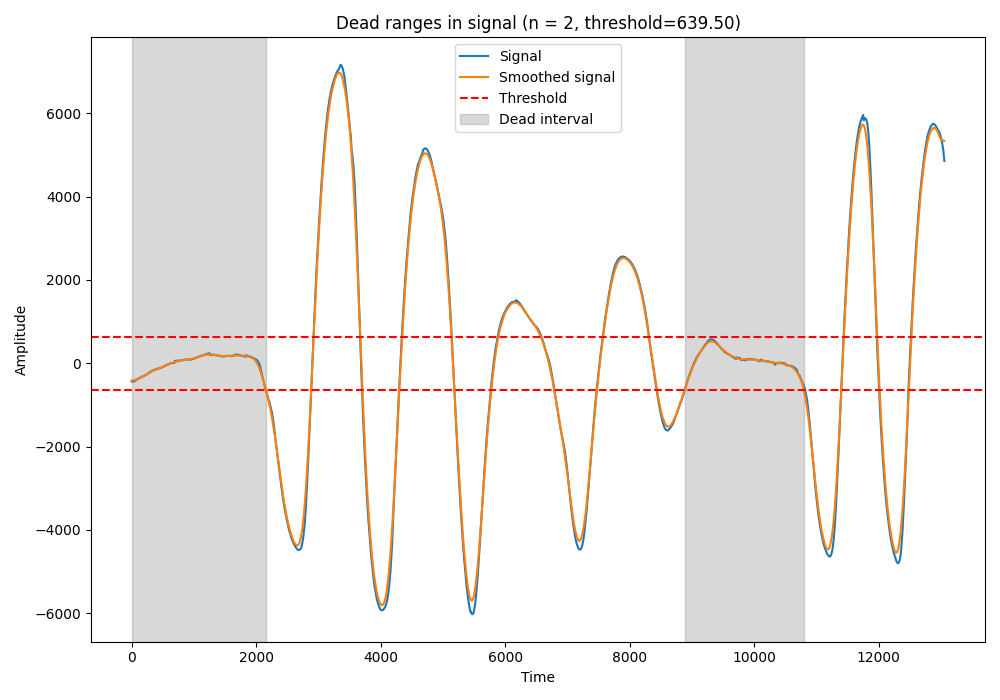 Dead ranges in signal (n = 2, threshold=639.50)
Signal
Smoothed signal
Threshold
Dead interval
Amplitude
6000
4000
2000
0
−2000
−4000
−6000
0 2000 4000 6000 8000 10000 12000
Time